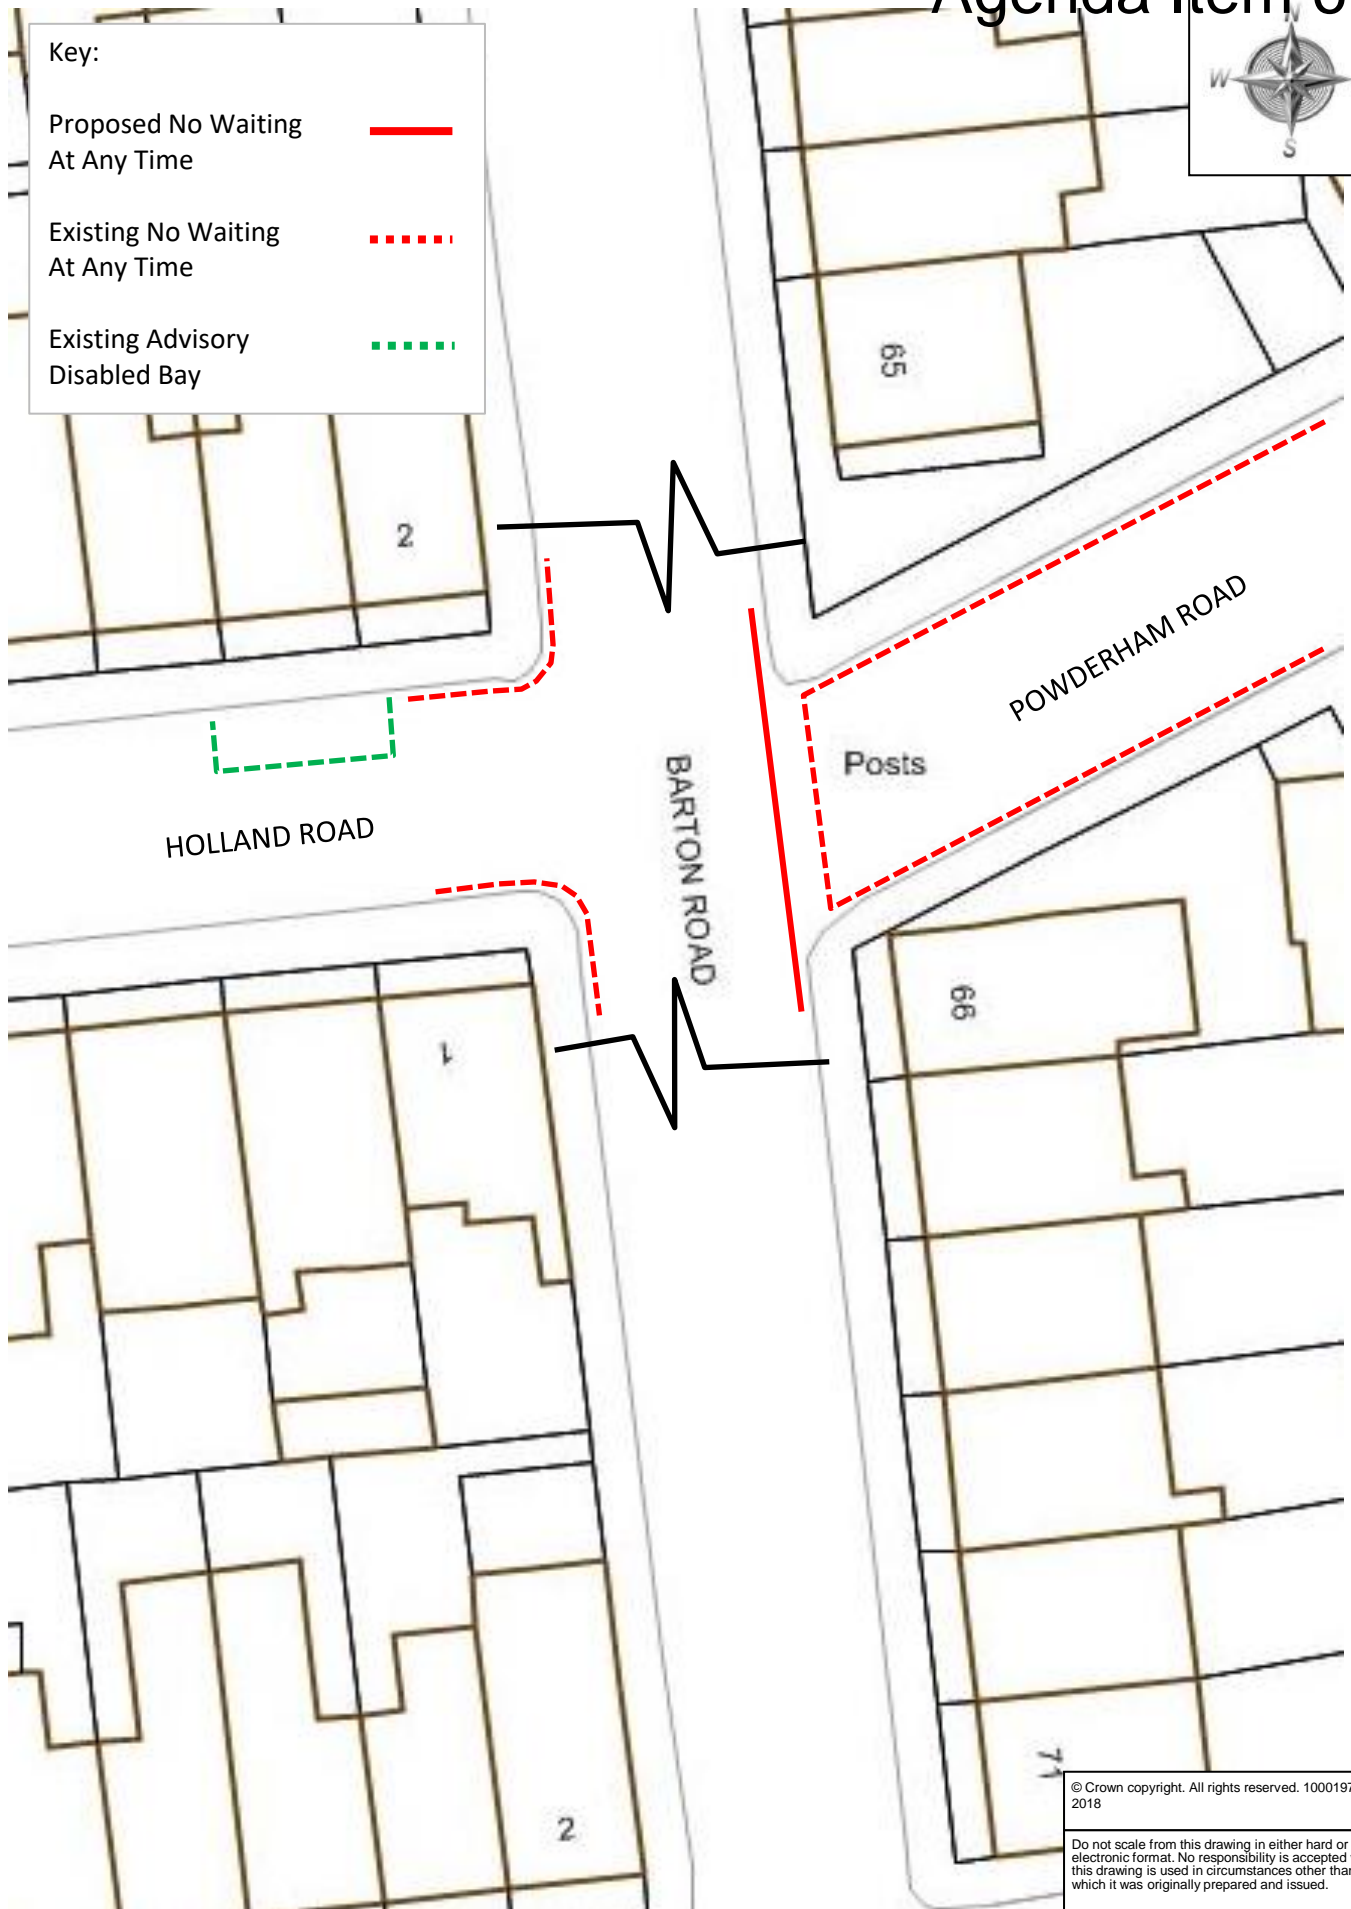 Agenda Item
N
W
S
Key:
Proposed No Waiting
At Any Time
Existing No Waiting
At Any Time
Existing Advisory
Disabled Bay
65
2
POWDERHAM ROAD
Posts
BARTON ROAD
HOLLAND ROAD
66
1
71
2
© Crown copyright. All rights reserved. 1000197
2018
Do not scale from this drawing in either hard or
electronic format. No responsibility is accepted
this drawing is used in circumstances other than
which it was originally prepared and issued.